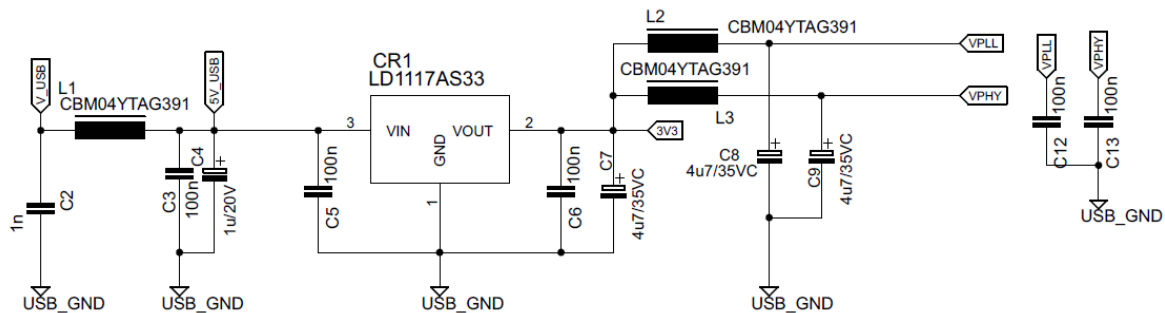 V_USB
L1
CBM04YTAG391
5V_USB
C2
1n
C3
100n
C4
1u/20V
USB_GND
USB_GND
CR1
LD1117AS33
3
VIN
VOUT
2
GND
1
100n
C5
100n
C6
C7
4u7/35VC
3V3
USB_GND
L2
CBM04YTAG391
CBM04YTAG391
L3
VPLL
VPHY
C8
4u7/35VC
C9
4u7/35VC
USB_GND
VPLL
VPHY
100n
C12
100n
C13
USB_GND